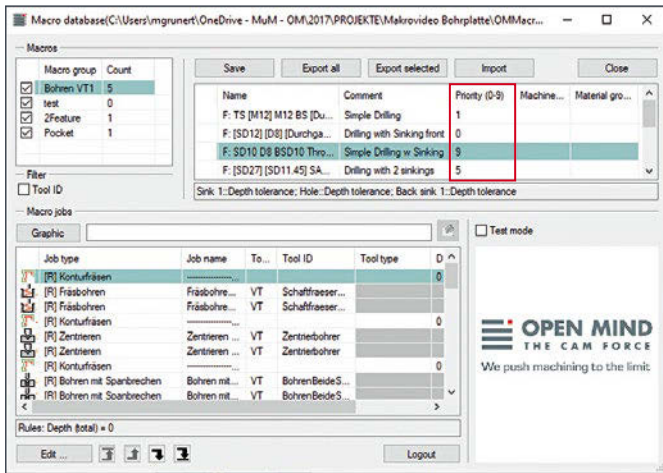 Macro database(C:\Users\mgrunert\OneDrive - MuM - OM\2017\PROJEKTE\Makrovideo Bohrplatte\OMMacr...
Macros
Macro group Count
Bohren VT1 5
test 0
2Feature 1
Pocket 1
Filter
Tool ID
Save Export all Export selected Import Close
Name Comment Priority (0-9) Machine... Material gro...
F: TS [M12] M12 BS [Du... Simple Drilling 1
F: [SD12] [D8] [Durchga... Drilling with Sinking front 0
F: SD10 D8 BSD10 Thro... Simple Drilling w Sinking 9
F: [SD27] [SD11.45] SA... Drilling with 2 sinkings 5
Sink 1::Depth tolerance; Hole::Depth tolerance; Back sink 1::Depth tolerance
Macro jobs
Graphic
Test mode
Job type Job name To... Tool ID Tool type D
[R] Konturfräsen ---------------... 0
[R] Fräsbohren Fräsbohre... VT Schaftfraeser...
[R] Fräsbohren Fräsbohre... VT Schaftfraeser...
[R] Konturfräsen ---------------... 0
[R] Zentrieren Zentrieren ... VT Zentrierbohrer
[R] Zentrieren Zentrieren ... VT Zentrierbohrer
[R] Konturfräsen ---------------... 0
[R] Bohren mit Spanbrechen Bohren mit... VT BohrenBeideS...
[R] Bohren mit Spanbrechen Bohren mit... VT BohrenBeideS...
OPEN MIND
THE CAM FORCE
We push machining to the limit
Rules: Depth (total) = 0
Edit ... Logout